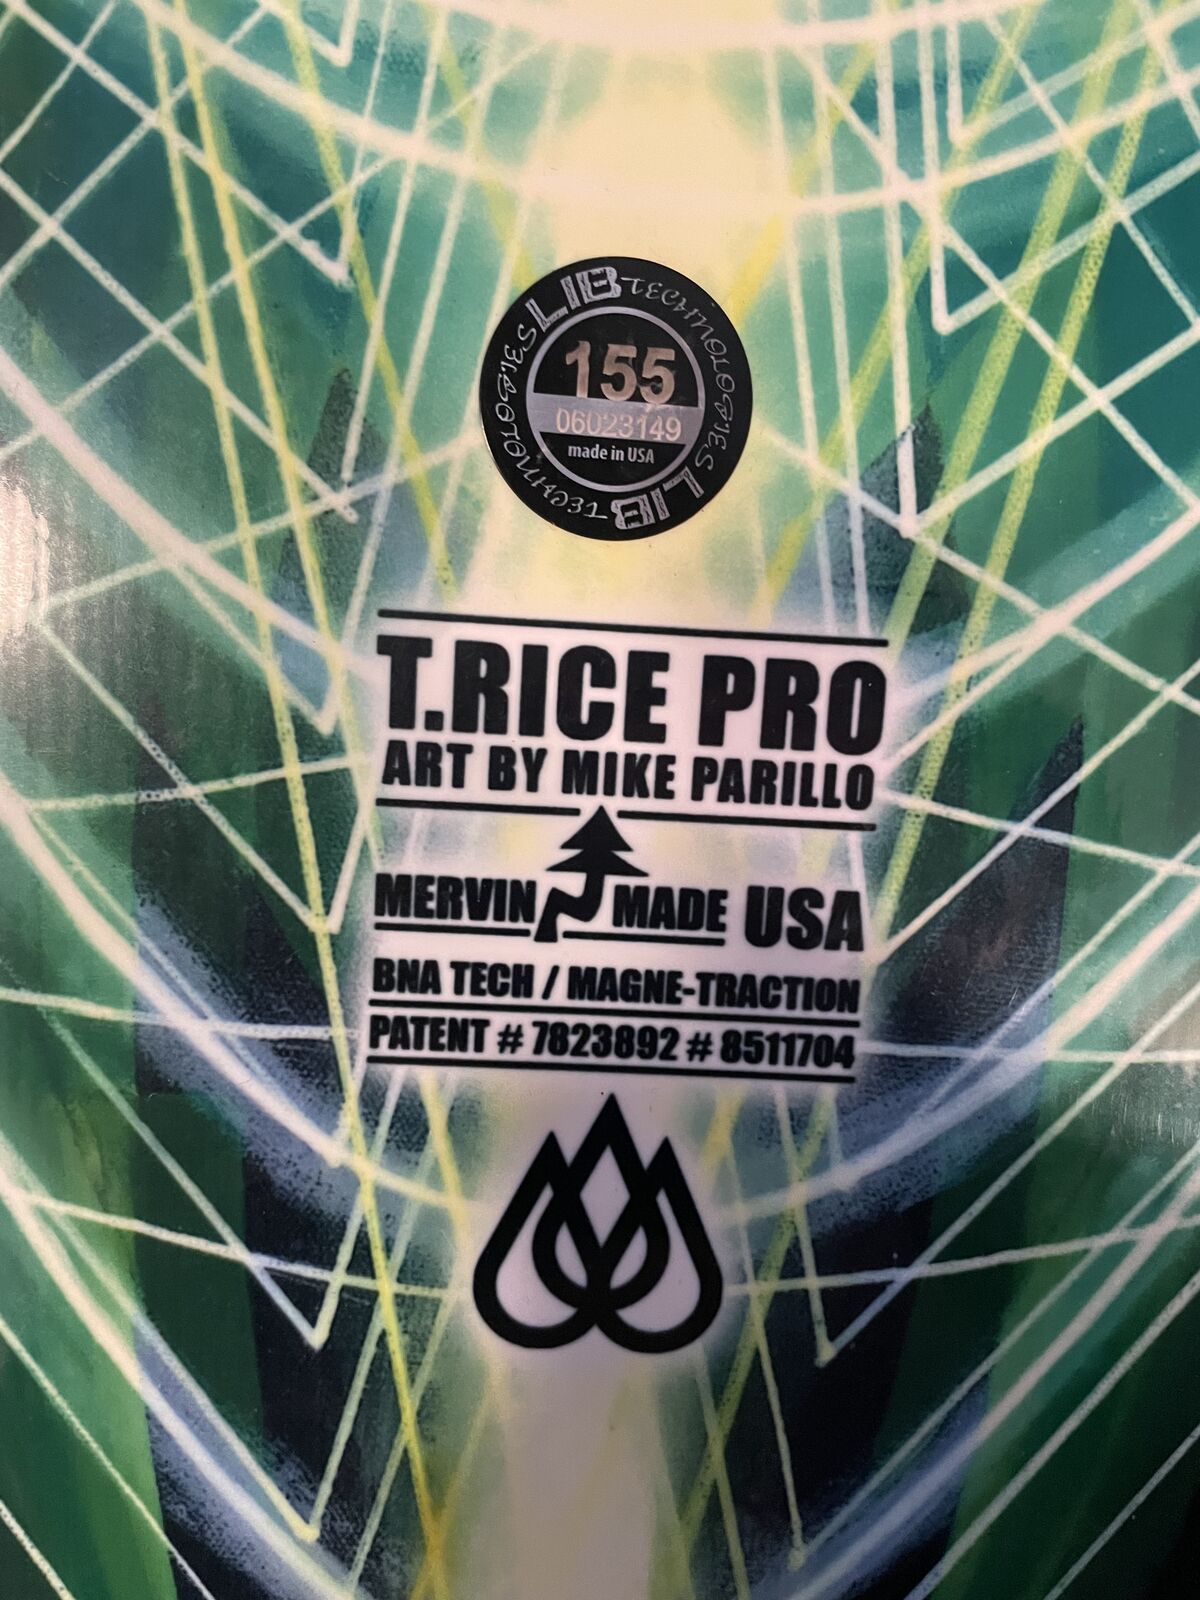 LIB TECHNOLOGIES LIB TECHNOLOGIES
155
06023149
made in USA
T.RICE PRO
ART BY MIKE PARILLO
MERVIN MADE USA
BNA TECH / MAGNE-TRACTION
PATENT # 7823892 # 8511704